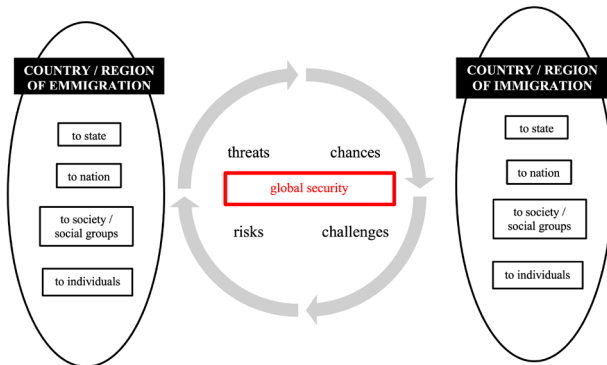 COUNTRY / REGION
OF EMMIGRATION
to state
to nation
to society /
social groups
to individuals
threats
chances
global security
risks
challenges
COUNTRY / REGION
OF IMMIGRATION
to state
to nation
to society /
social groups
to individuals